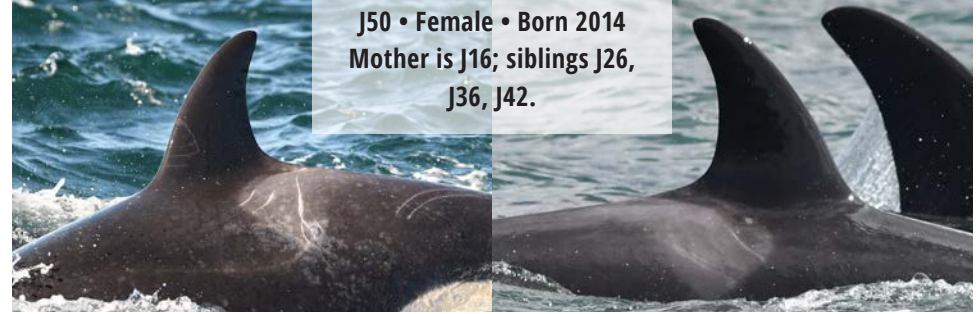 J50 • Female • Born 2014
Mother is J16; siblings J26,
J36, J42.